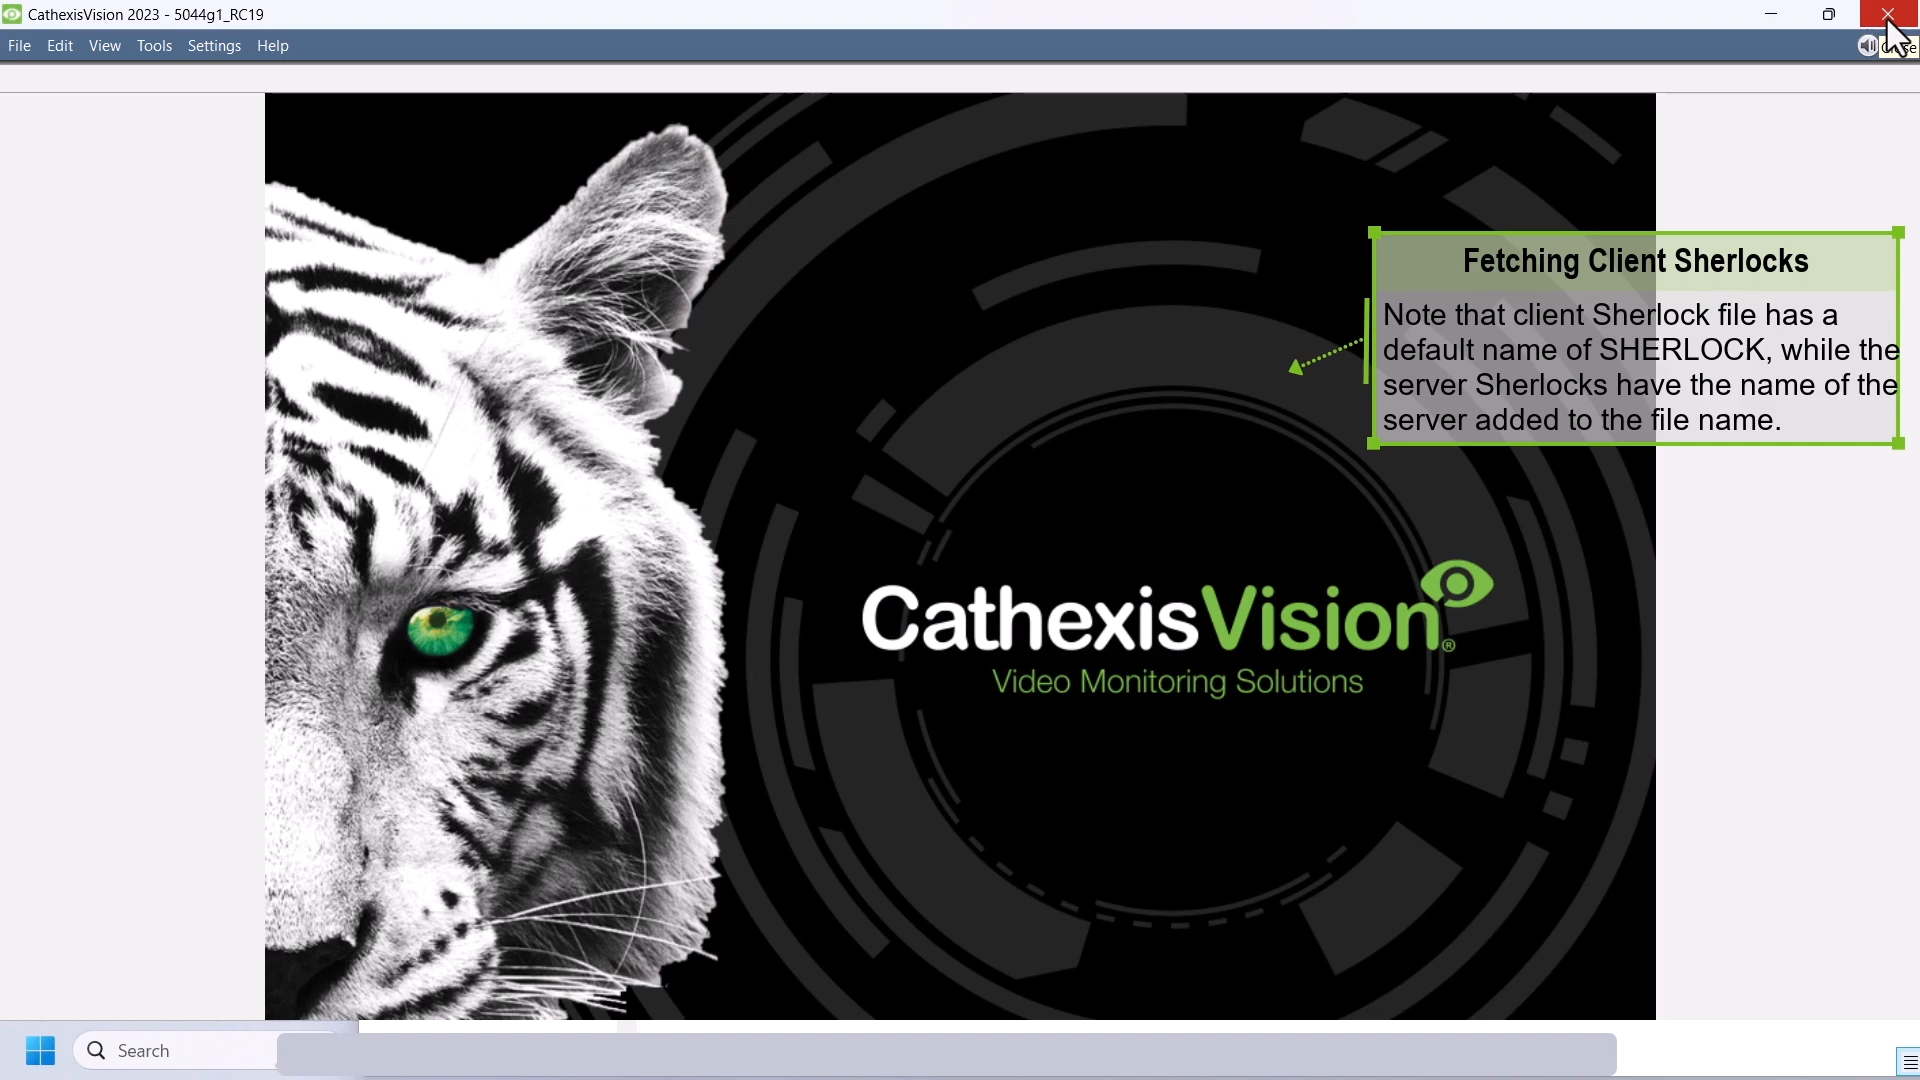 CathexisVision 2023 - 5044g1_RC19
File Edit View Tools Settings Help
Fetching Client Sherlocks
Note that client Sherlock file has a
default name of SHERLOCK, while the
server Sherlocks have the name of the
server added to the file name.
CathexisVision®
Video Monitoring Solutions
Search